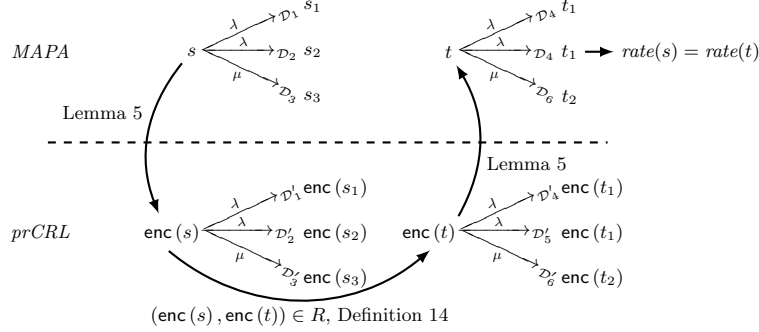 λ 𝒟₁ s₁ λ 𝒟₄ t₁
MAPA s λ 𝒟₂ s₂ t λ 𝒟₄ t₁ → rate(s) = rate(t)
μ 𝒟₃ s₃ μ 𝒟₆ t₂
Lemma 5
Lemma 5
λ 𝒟′₁ enc (s₁) λ 𝒟′₄ enc (t₁)
prCRL enc (s) λ 𝒟′₂ enc (s₂) enc (t) λ 𝒟′₅ enc (t₁)
μ 𝒟′₃ enc (s₃) μ 𝒟′₆ enc (t₂)
(enc (s) , enc (t)) ∈ R, Definition 14